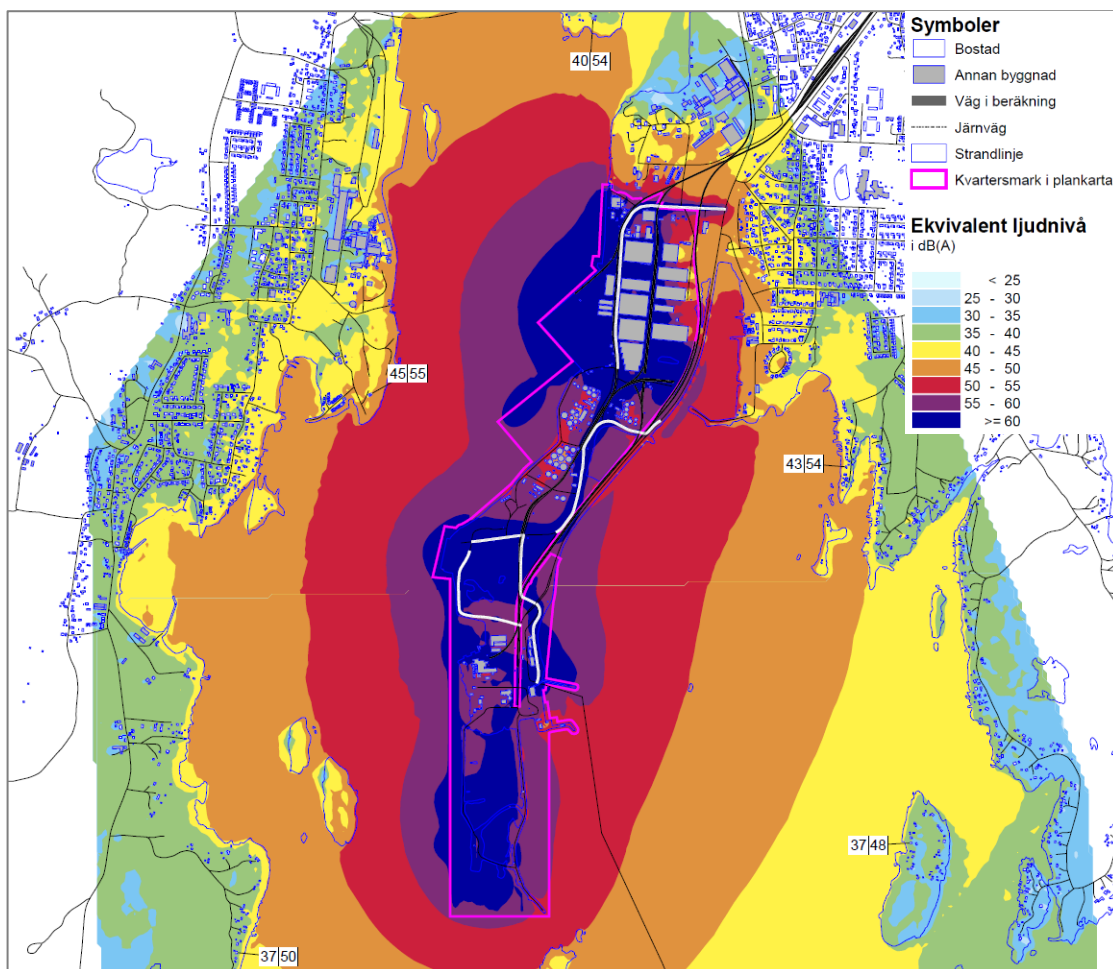 Symboler
Bostad
Annan byggnad
Väg i beräkning
Järnväg
Strandlinje
Kvartersmark i plankarta
Ekvivalent ljudnivå
i dB(A)
< 25
25 - 30
30 - 35
35 - 40
40 - 45
45 - 50
50 - 55
55 - 60
>= 60
40|54
45|55
43|54
37|48
37|50